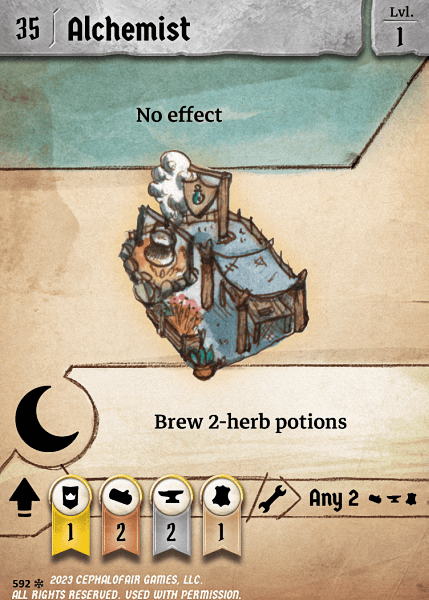 35 Alchemist
Lvl.
1
No effect
Brew 2-herb potions
1 2 2 1
Any 2
592 2023 CEPHALOFAIR GAMES, LLC.
ALL RIGHTS RESERVED. USED WITH PERMISSION.